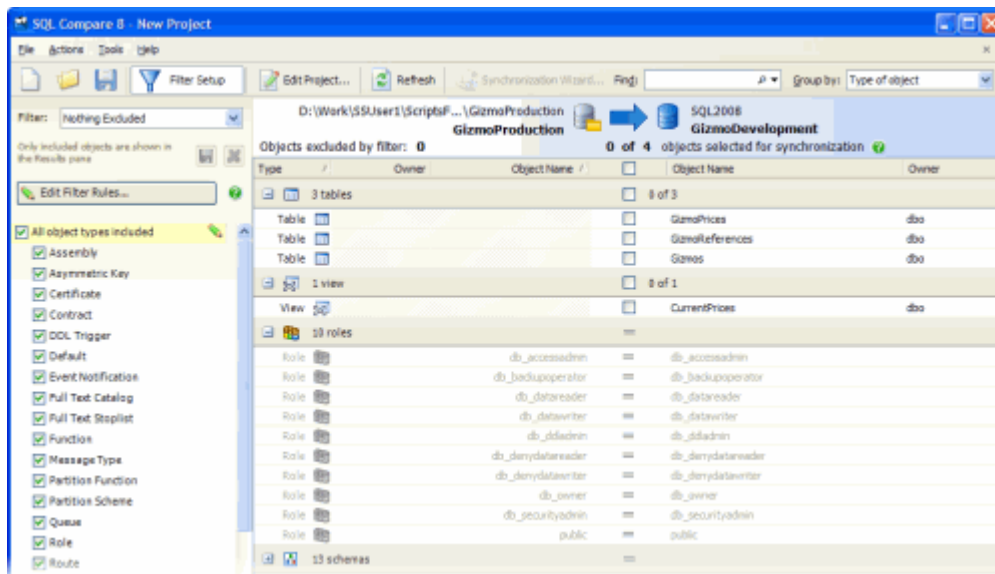 SQL Compare 8 - New Project
File Actions Tools Help
Filter Setup Edit Project... Refresh Synchronization Wizard... Find: Group by: Type of object
Filter: Nothing Excluded
Only included objects are shown in the Results pane
Edit Filter Rules...
All object types included
Assembly
Asymmetric Key
Certificate
Contract
DDL Trigger
Default
Event Notification
Full Text Catalog
Full Text Stoplist
Function
Message Type
Partition Function
Partition Scheme
Queue
Role
Route
D:\Work\SSUser1\ScriptsF...\GizmoProduction SQL2008
GizmoProduction GizmoDevelopment
Objects excluded by filter: 0 0 of 4 objects selected for synchronization
Type Owner Object Name Object Name Owner
3 tables 0 of 3
Table GizmoPrices dbo
Table GizmoReferences dbo
Table Gizmos dbo
1 view 0 of 1
View CurrentPrices dbo
10 roles =
Role db_accessadmin = db_accessadmin
Role db_backupoperator = db_backupoperator
Role db_datareader = db_datareader
Role db_datawriter = db_datawriter
Role db_ddladmin = db_ddladmin
Role db_denydatareader = db_denydatareader
Role db_denydatawriter = db_denydatawriter
Role db_owner = db_owner
Role db_securityadmin = db_securityadmin
Role public = public
13 schemas =